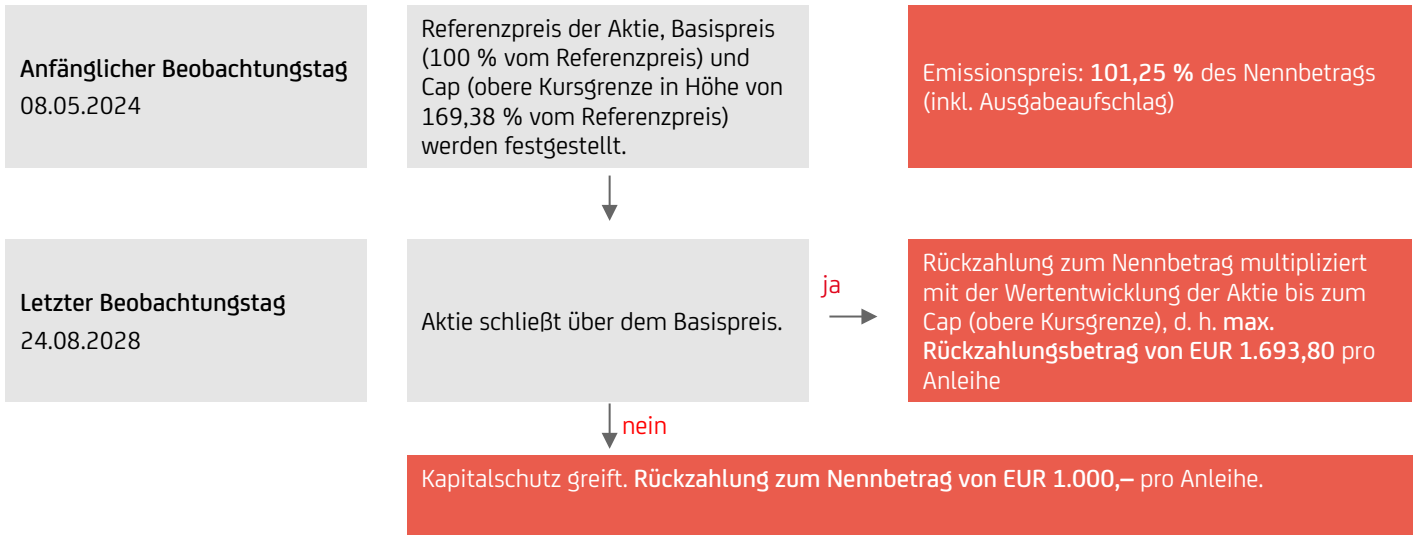 Anfänglicher Beobachtungstag
08.05.2024
Referenzpreis der Aktie, Basispreis
(100 % vom Referenzpreis) und
Cap (obere Kursgrenze in Höhe von
169,38 % vom Referenzpreis)
werden festgestellt.
Emissionspreis: 101,25 % des Nennbetrags
(inkl. Ausgabeaufschlag)
Letzter Beobachtungstag
24.08.2028
Aktie schließt über dem Basispreis.
ja
Rückzahlung zum Nennbetrag multipliziert
mit der Wertentwicklung der Aktie bis zum
Cap (obere Kursgrenze), d. h. max.
Rückzahlungsbetrag von EUR 1.693,80 pro
Anleihe
nein
Kapitalschutz greift. Rückzahlung zum Nennbetrag von EUR 1.000,– pro Anleihe.